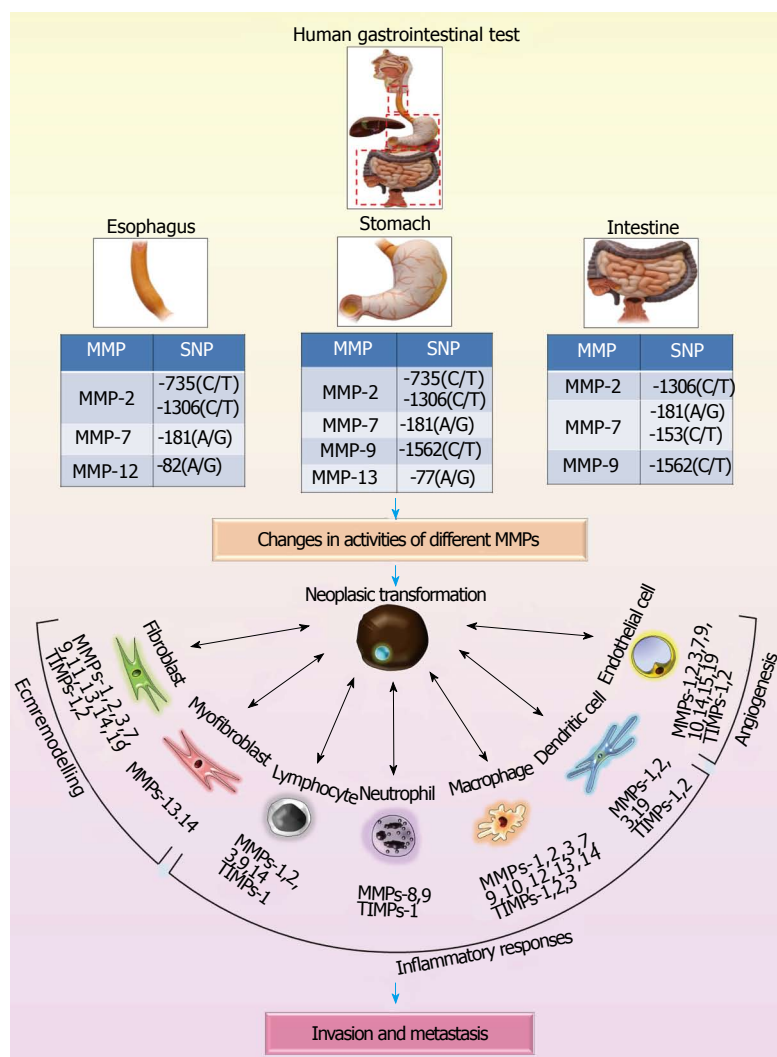 Human gastrointestinal test
Esophagus
MMP SNP
MMP-2 -735(C/T)
-1306(C/T)
MMP-7 -181(A/G)
MMP-12 -82(A/G)
Stomach
MMP SNP
MMP-2 -735(C/T)
-1306(C/T)
MMP-7 -181(A/G)
MMP-9 -1562(C/T)
MMP-13 -77(A/G)
Intestine
MMP SNP
MMP-2 -1306(C/T)
MMP-7 -181(A/G)
-153(C/T)
MMP-9 -1562(C/T)
Changes in activities of different MMPs
Neoplasic transformation
Fibroblast
MMPs-1,2,3,7,
9,11,13,14,19
TIMPs-1,2
Myofibroblast
MMPs-13.14
Lymphocyte
MMPs-1,2,
3,9,14
TIMPs-1
Neutrophil
MMPs-8,9
TIMPs-1
Macrophage
MMPs-1,2,3,7
9,10,12,13,14
TIMPs-1,2,3
Dendritic cell
MMPs-1,2,
3,19
TIMPs-1,2
Endothelial cell
MMPs-1,2,3,7,9,
10,14,15,19
TIMPs-1,2
Ecmremodelling
Inflammatory responses
Angiogenesis
Invasion and metastasis